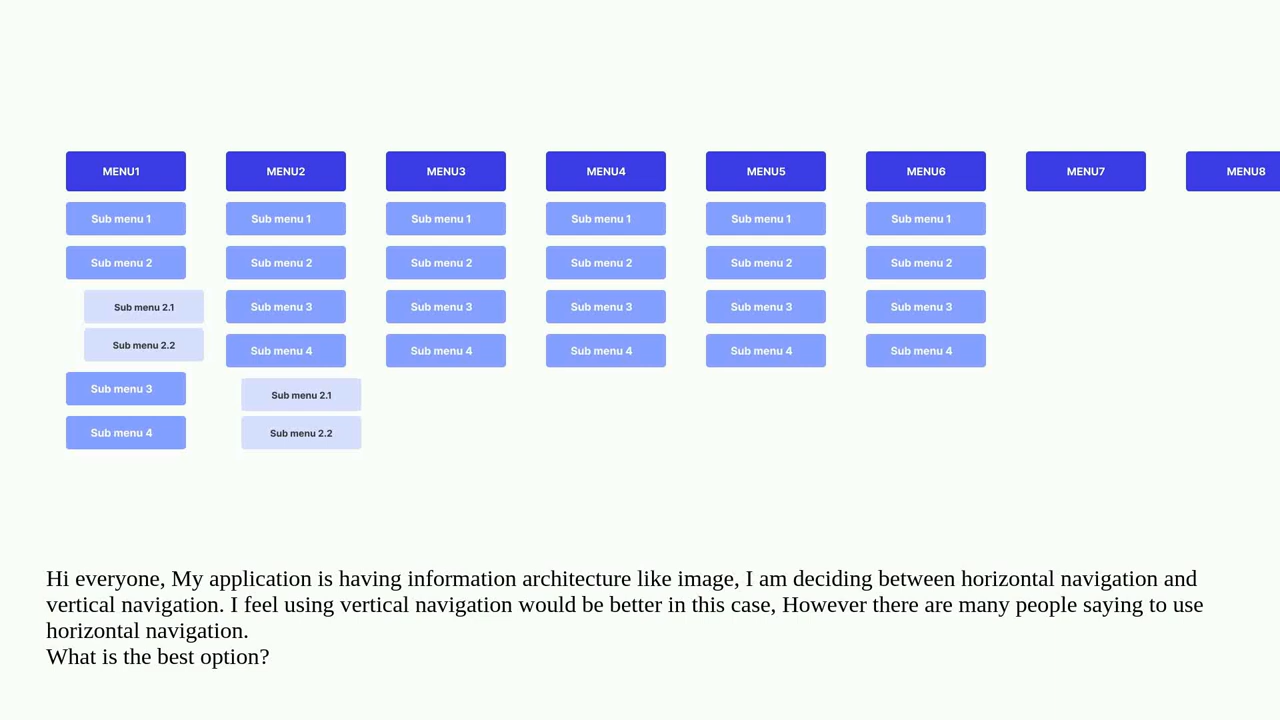 MENU1 MENU2 MENU3 MENU4 MENU5 MENU6 MENU7 MENU8
Sub menu 1 Sub menu 1 Sub menu 1 Sub menu 1 Sub menu 1 Sub menu 1
Sub menu 2 Sub menu 2 Sub menu 2 Sub menu 2 Sub menu 2 Sub menu 2
Sub menu 2.1 Sub menu 3 Sub menu 3 Sub menu 3 Sub menu 3 Sub menu 3
Sub menu 2.2 Sub menu 4 Sub menu 4 Sub menu 4 Sub menu 4 Sub menu 4
Sub menu 3 Sub menu 2.1
Sub menu 4 Sub menu 2.2
Hi everyone, My application is having information architecture like image, I am deciding between horizontal navigation and
vertical navigation. I feel using vertical navigation would be better in this case, However there are many people saying to use
horizontal navigation.
What is the best option?